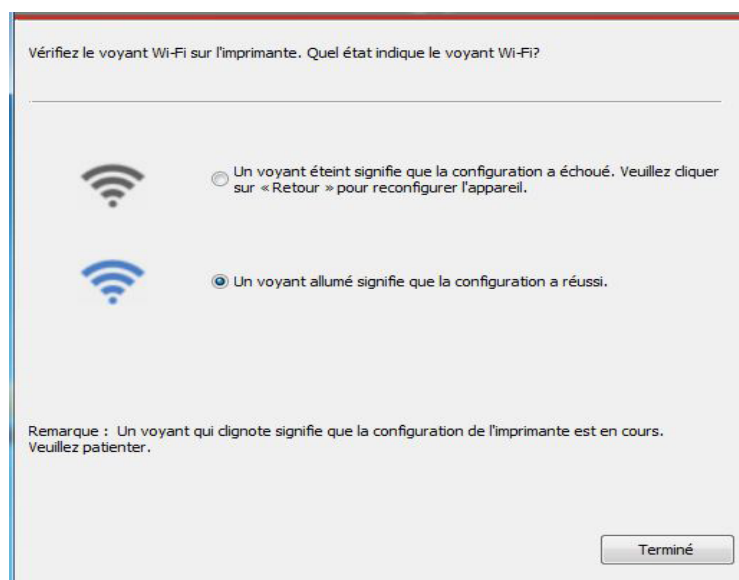 Vérifiez le voyant Wi-Fi sur l'imprimante. Quel état indique le voyant Wi-Fi?
Un voyant éteint signifie que la configuration a échoué. Veuillez cliquer
sur « Retour » pour reconfigurer l'appareil.
Un voyant allumé signifie que la configuration a réussi.
Remarque : Un voyant qui clignote signifie que la configuration de l'imprimante est en cours.
Veuillez patienter.
Terminé